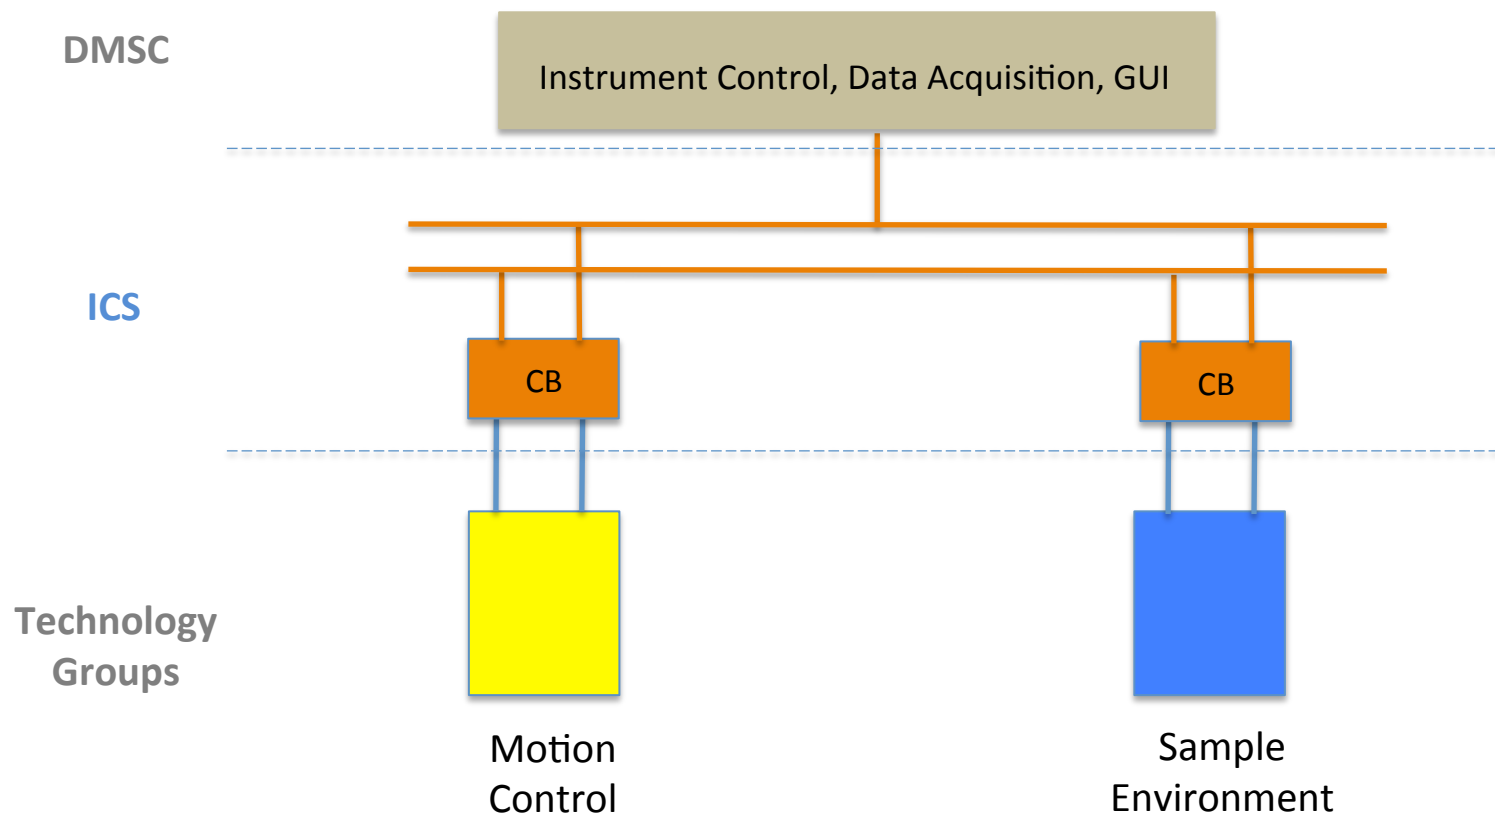 DMSC
Instrument Control, Data Acquisition, GUI
ICS
CB
CB
Technology
Groups
Motion
Control
Sample
Environment